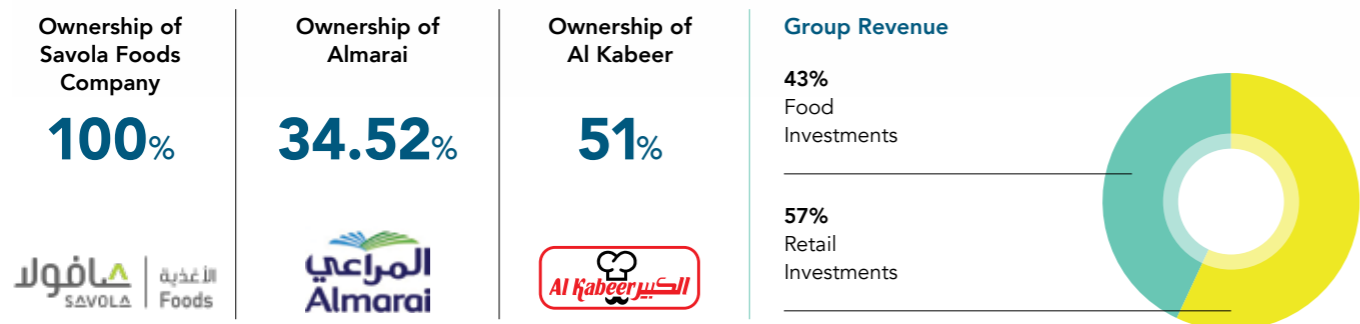 Ownership of
Savola Foods
Company
100%
صافولا
SAVOLA
الأغذية
Foods
Ownership of
Almarai
34.52%
المراعي
Almarai
Ownership of
Al Kabeer
51%
Al Kabeer الكبير
Group Revenue
43%
Food
Investments
57%
Retail
Investments